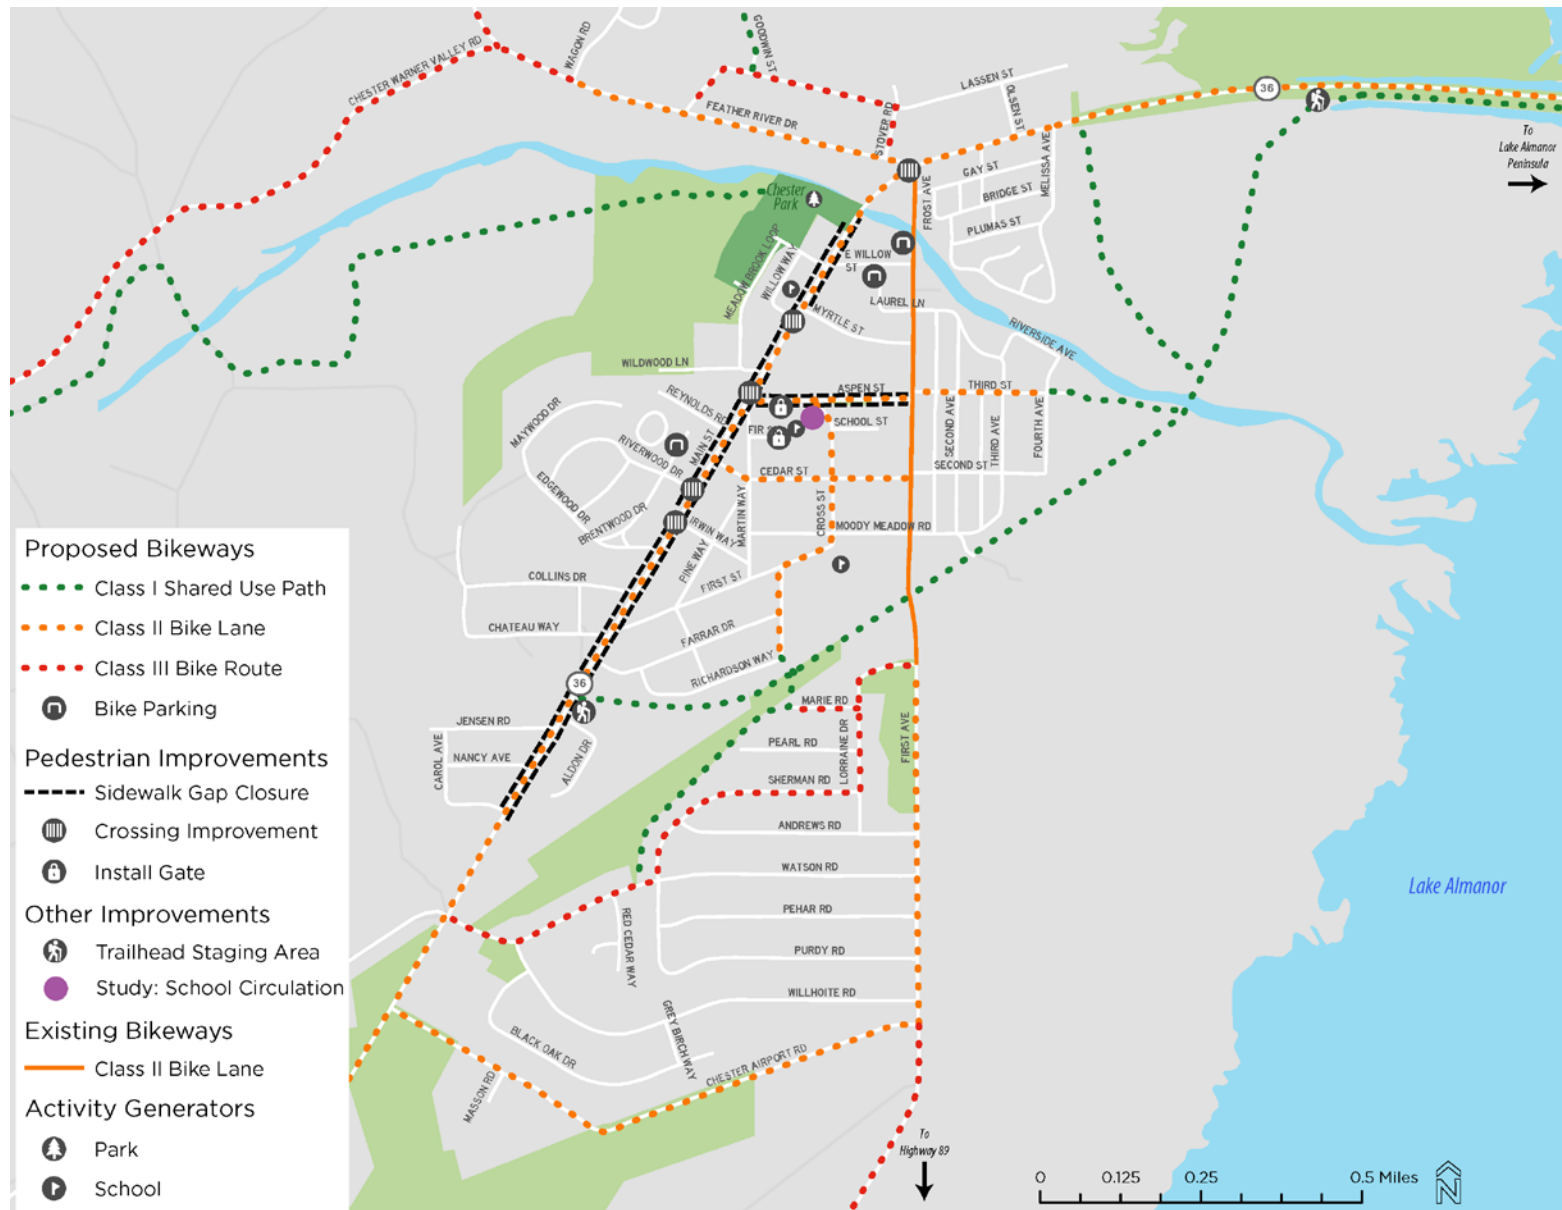 WAGON RD
GOODWIN ST
CHESTER WARNER VALLEY RD
LASSEN ST
OLSEN ST
36
FEATHER RIVER DR
STOVER RD
To
Lake Almanor
Peninsula
MELISSA AVE
GAY ST
BRIDGE ST
FROST AVE
PLUMAS ST
Chester
Park
MEADOW BROOK LOOP
WILLOW WAY
E WILLOW
ST
LAUREL LN
MYRTLE ST
RIVERSIDE AVE
WILDWOOD LN
ASPEN ST
THIRD ST
REYNOLDS RD
MAYWOOD DR
FIR
SCHOOL ST
SECOND AVE
THIRD AVE
FOURTH AVE
RIVERWOOD DR
MAIN ST
CEDAR ST
SECOND ST
EDGEWOOD DR
BRENTWOOD DR
MARTIN WAY
CROSS ST
IRWIN WAY
MOODY MEADOW RD
PINE WAY
COLLINS DR
FIRST ST
CHATEAU WAY
FARRAR DR
RICHARDSON WAY
36
MARIE RD
JENSEN RD
CAROL AVE
NANCY AVE
ALDON DR
PEARL RD
LORRAINE DR
FIRST AVE
SHERMAN RD
ANDREWS RD
WATSON RD
Lake Almanor
PEHAR RD
RED CEDAR WAY
PURDY RD
WILLHOITE RD
GREY BIRCH WAY
BLACK OAK DR
CHESTER AIRPORT RD
MASSON RD
To
Highway 89
0
0.125
0.25
0.5 Miles
N
Proposed Bikeways
Class I Shared Use Path
Class II Bike Lane
Class III Bike Route
Bike Parking
Pedestrian Improvements
Sidewalk Gap Closure
Crossing Improvement
Install Gate
Other Improvements
Trailhead Staging Area
Study: School Circulation
Existing Bikeways
Class II Bike Lane
Activity Generators
Park
School